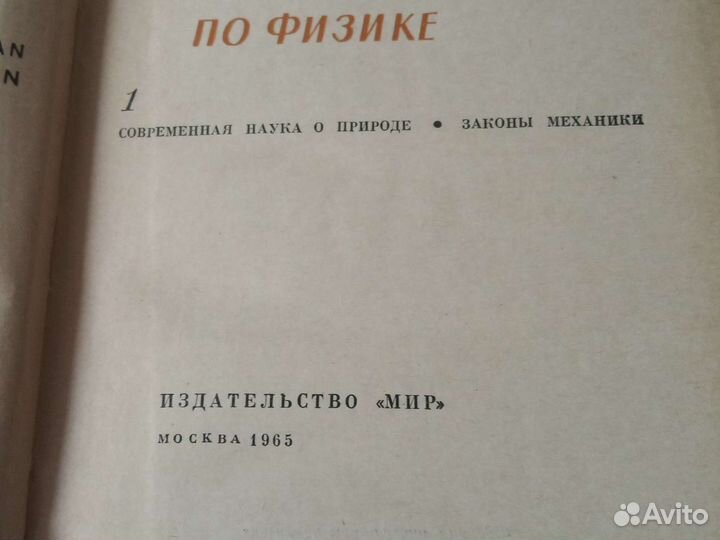 ПО ФИЗИКЕ
1
СОВРЕМЕННАЯ НАУКА О ПРИРОДЕ • ЗАКОНЫ МЕХАНИКИ
ИЗДАТЕЛЬСТВО «МИР»
МОСКВА 1965
AN
N
Avito